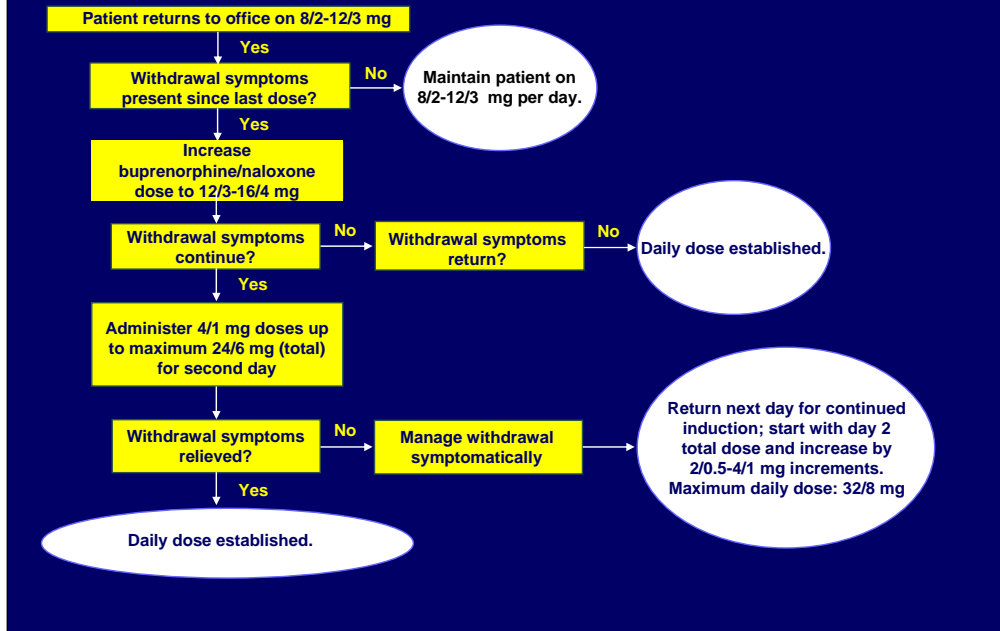 Patient returns to office on 8/2-12/3 mg
Yes
Withdrawal symptoms
present since last dose?
No
Maintain patient on
8/2-12/3 mg per day.
Yes
Increase
buprenorphine/naloxone
dose to 12/3-16/4 mg
Withdrawal symptoms
continue?
No
Withdrawal symptoms
return?
No
Daily dose established.
Yes
Administer 4/1 mg doses up
to maximum 24/6 mg (total)
for second day
Withdrawal symptoms
relieved?
No
Manage withdrawal
symptomatically
Return next day for continued
induction; start with day 2
total dose and increase by
2/0.5-4/1 mg increments.
Maximum daily dose: 32/8 mg
Yes
Daily dose established.